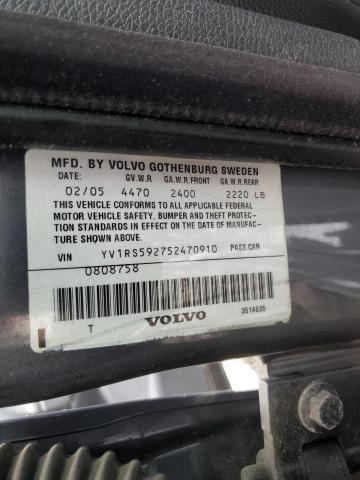 MFD. BY VOLVO GOTHENBURG SWEDEN
DATE: GV.W.R GA.W.R.FRONT GA.W.R.REAR
02/05 4470 2400 2220 LB
THIS VEHICLE CONFORMS TO ALL APPLICABLE FEDERAL
MOTOR VEHICLE SAFETY, BUMPER AND THEFT PROTEC-
TION STANDARDS IN EFFECT ON THE DATE OF MANUFAC-
TURE SHOWN ABOVE.
VIN YV1RS592752470910 PASS.CAR
0808758
T VOLVO 3514635